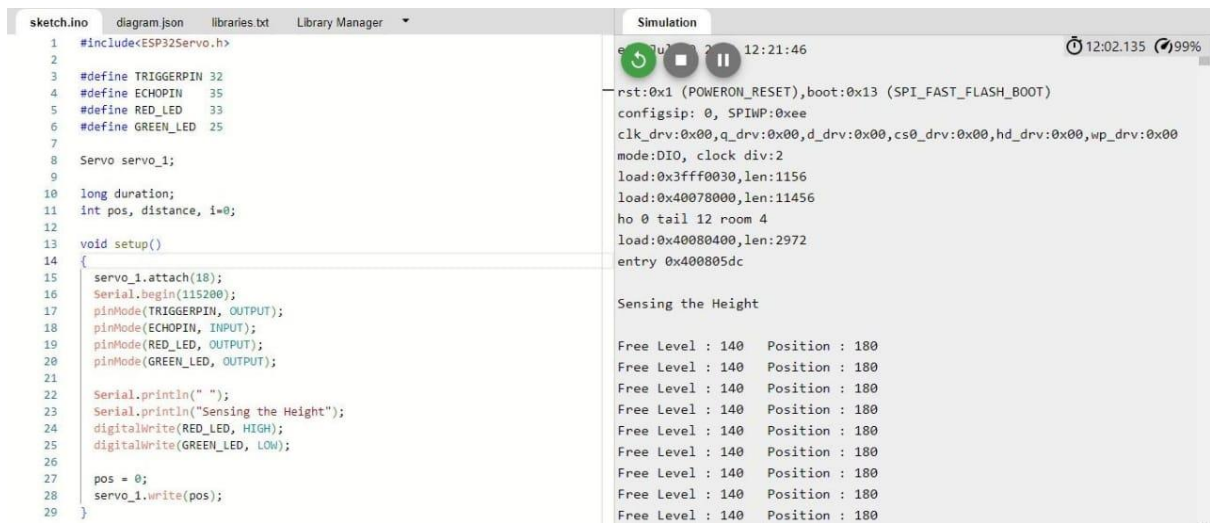 sketch.ino diagram.json libraries.txt Library Manager
1 #include<ESP32Servo.h>
2
3 #define TRIGGERPIN 32
4 #define ECHOPIN 35
5 #define RED_LED 33
6 #define GREEN_LED 25
7
8 Servo servo_1;
9
10 long duration;
11 int pos, distance, i=0;
12
13 void setup()
14 {
15 servo_1.attach(18);
16 Serial.begin(115200);
17 pinMode(TRIGGERPIN, OUTPUT);
18 pinMode(ECHOPIN, INPUT);
19 pinMode(RED_LED, OUTPUT);
20 pinMode(GREEN_LED, OUTPUT);
21
22 Serial.println(" ");
23 Serial.println("Sensing the Height");
24 digitalWrite(RED_LED, HIGH);
25 digitalWrite(GREEN_LED, LOW);
26
27 pos = 0;
28 servo_1.write(pos);
29 }
Simulation
12:21:46 12:02.135 99%
rst:0x1 (POWERON_RESET),boot:0x13 (SPI_FAST_FLASH_BOOT)
configsip: 0, SPIWP:0xee
clk_drv:0x00,q_drv:0x00,d_drv:0x00,cs0_drv:0x00,hd_drv:0x00,wp_drv:0x00
mode:DIO, clock div:2
load:0x3fff0030,len:1156
load:0x40078000,len:11456
ho 0 tail 12 room 4
load:0x40080400,len:2972
entry 0x400805dc
Sensing the Height
Free Level : 140 Position : 180
Free Level : 140 Position : 180
Free Level : 140 Position : 180
Free Level : 140 Position : 180
Free Level : 140 Position : 180
Free Level : 140 Position : 180
Free Level : 140 Position : 180
Free Level : 140 Position : 180
Free Level : 140 Position : 180